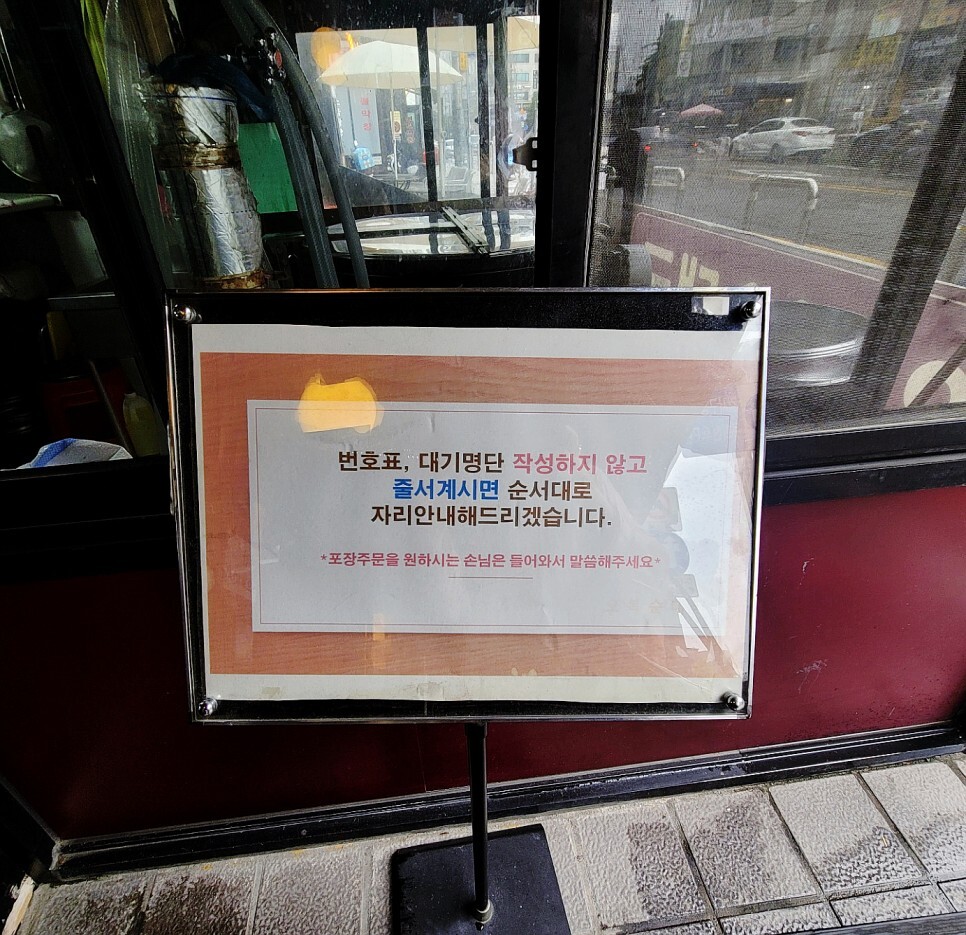 번호표, 대기명단 작성하지 않고
줄서계시면 순서대로
자리안내해드리겠습니다.
*포장주문을 원하시는 손님은 들어와서 말씀해주세요*